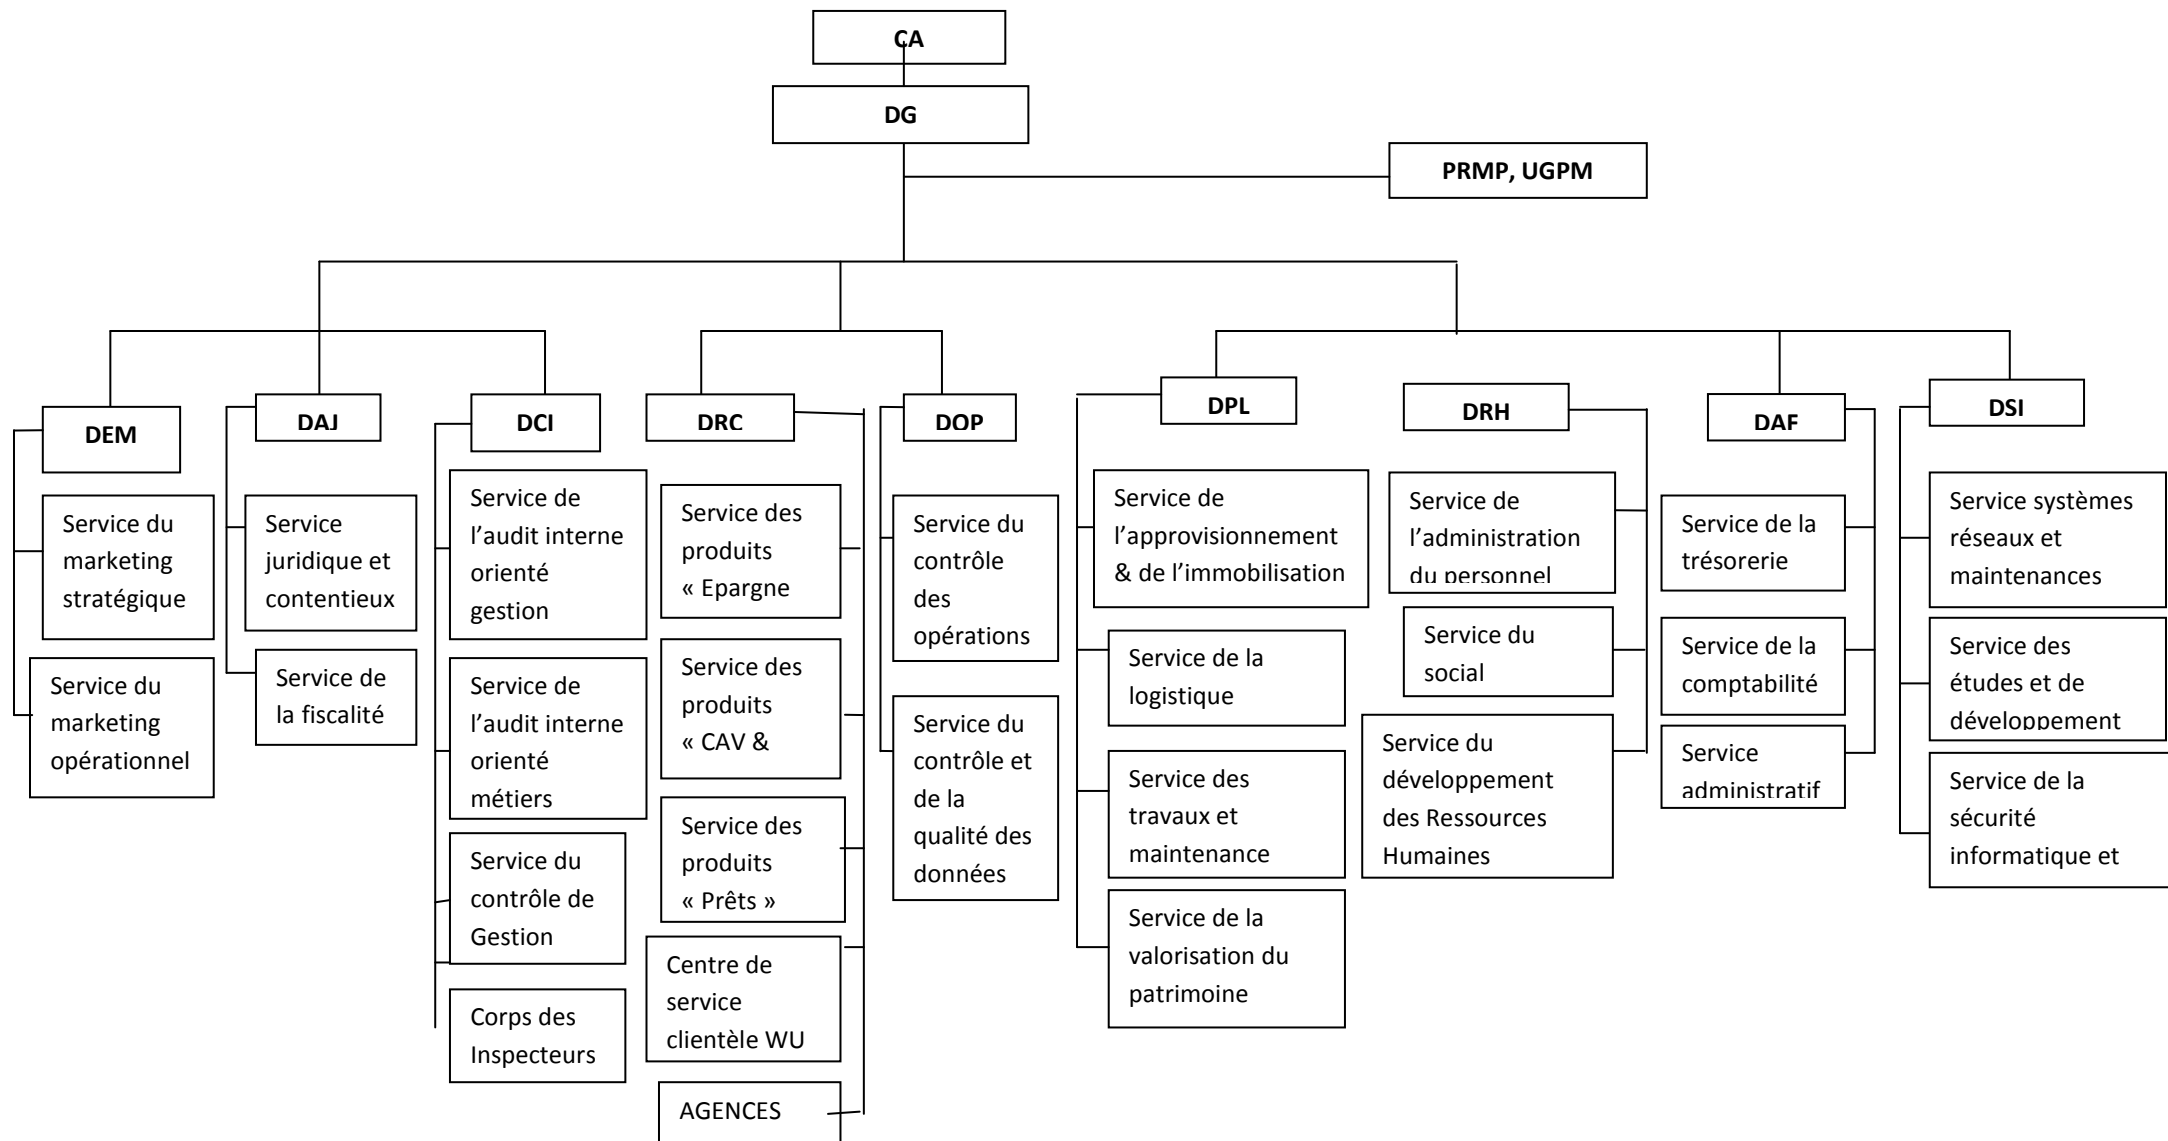 CA
DG
PRMP, UGPM
DEM
DAJ
DCI
DRC
DOP
DPL
DRH
DAF
DSI
Service du
marketing
stratégique
Service du
marketing
opérationnel
Service
juridique et
contentieux
Service de
la fiscalité
Service de
l’audit interne
orienté
gestion
Service de
l’audit interne
orienté
métiers
Service du
contrôle de
Gestion
Corps des
Inspecteurs
Service des
produits
« Epargne
Service des
produits
« CAV &
Service des
produits
« Prêts »
Centre de
service
clientèle WU
AGENCES
Service du
contrôle
des
opérations
Service du
contrôle et
de la
qualité des
données
Service de
l’approvisionnement
& de l’immobilisation
Service de la
logistique
Service des
travaux et
maintenance
Service de la
valorisation du
patrimoine
Service de
l’administration
du personnel
Service du
social
Service du
développement
des Ressources
Humaines
Service de la
trésorerie
Service de la
comptabilité
Service
administratif
Service systèmes
réseaux et
maintenances
Service des
études et de
développement
Service de la
sécurité
informatique et